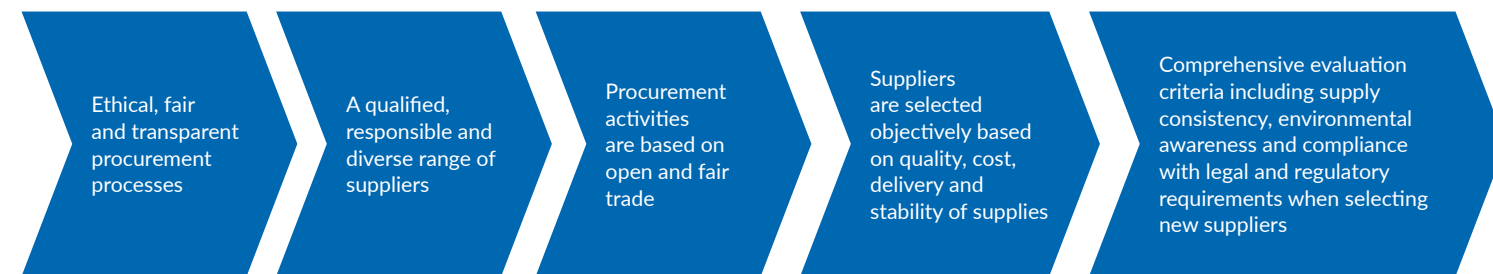 Ethical, fair
and transparent
procurement
processes
A qualified,
responsible and
diverse range of
suppliers
Procurement
activities
are based on
open and fair
trade
Suppliers
are selected
objectively based
on quality, cost,
delivery and
stability of supplies
Comprehensive evaluation
criteria including supply
consistency, environmental
awareness and compliance
with legal and regulatory
requirements when selecting
new suppliers